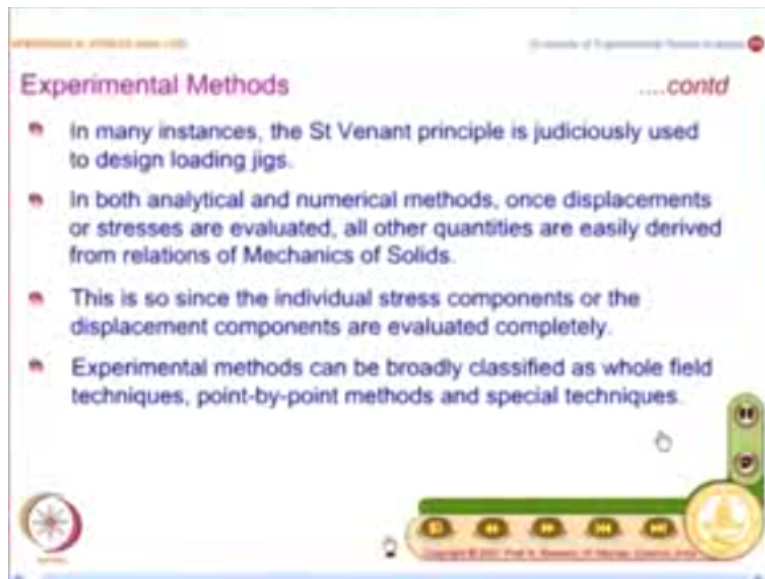 Experimental Methods ....contd
In many instances, the St Venant principle is judiciously used
to design loading jigs.
In both analytical and numerical methods, once displacements
or stresses are evaluated, all other quantities are easily derived
from relations of Mechanics of Solids.
This is so since the individual stress components or the
displacement components are evaluated completely.
Experimental methods can be broadly classified as whole field
techniques, point-by-point methods and special techniques.
Copyright © Prof. K.